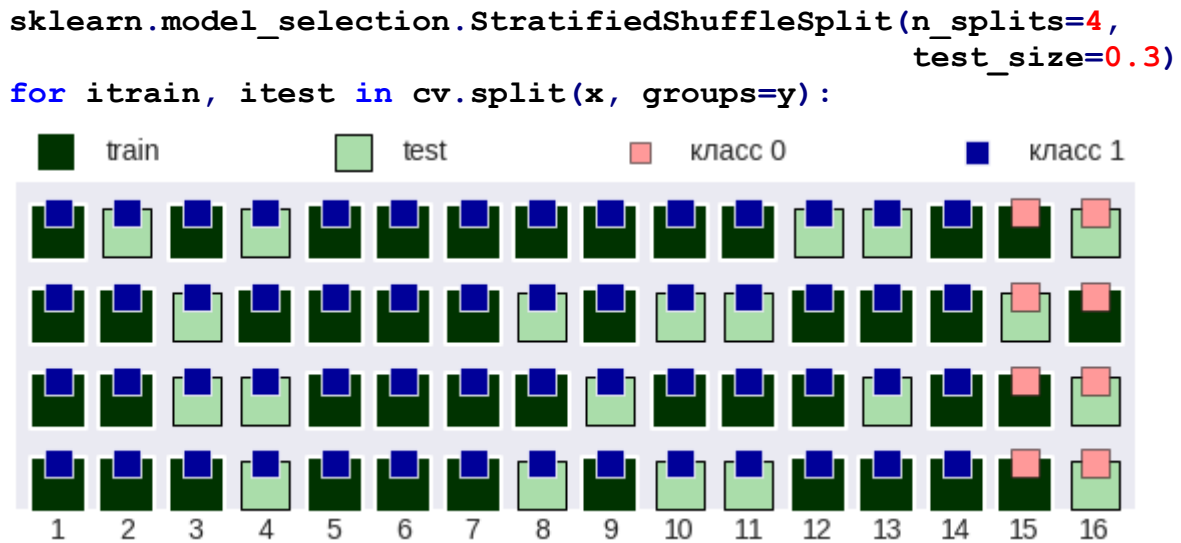 sklearn.model_selection.StratifiedShuffleSplit(n_splits=4,
test_size=0.3)
for itrain, itest in cv.split(x, groups=y):
train test класс 0 класс 1
1 2 3 4 5 6 7 8 9 10 11 12 13 14 15 16